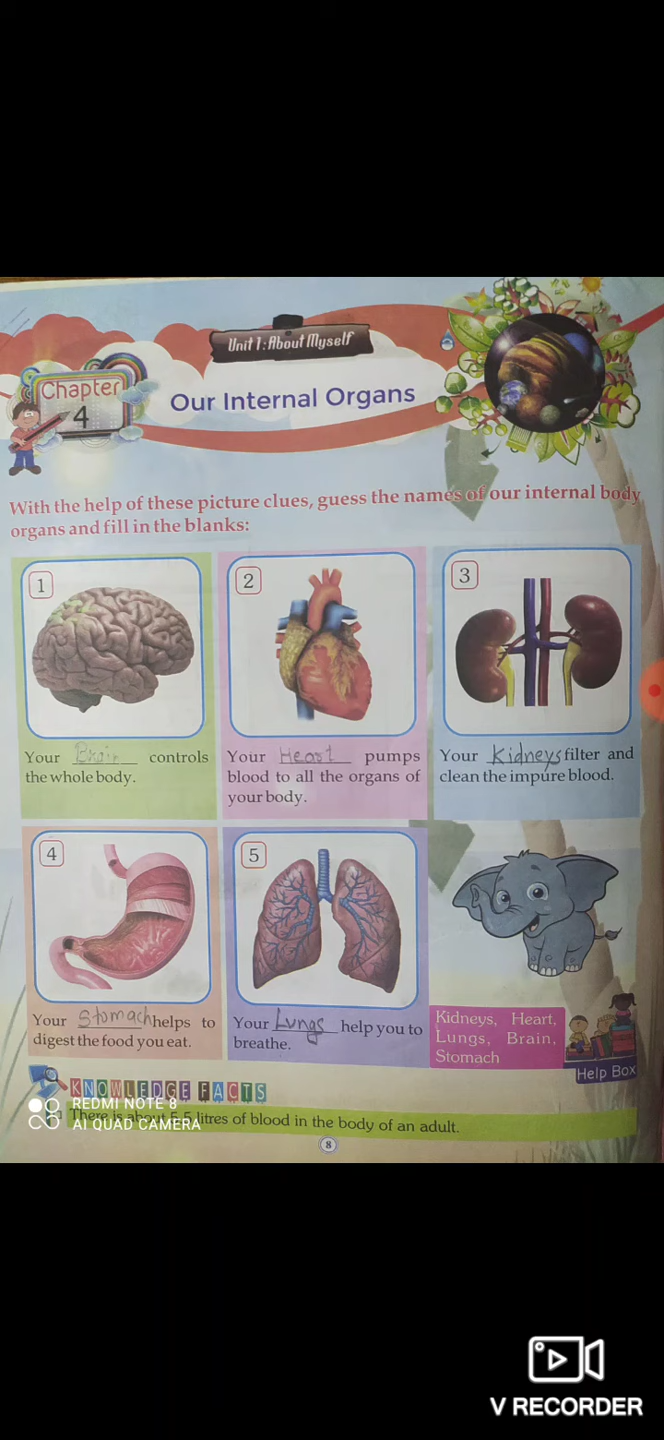 Unit 1 : About Myself
Chapter
4
Our Internal Organs
With the help of these picture clues, guess the names of our internal body
organs and fill in the blanks:
1
2
3
Your Brain controls
the whole body.
Your Heart pumps
blood to all the organs of
your body.
Your Kidneys filter and
clean the impure blood.
4
5
Your Stomach helps to
digest the food you eat.
Your Lungs help you to
breathe.
Kidneys, Heart,
Lungs, Brain,
Stomach
Help Box
KNOWLEDGE FACTS
REDMI NOTE 8
There is about 5.5 litres of blood in the body of an adult.
AI QUAD CAMERA
8
V RECORDER